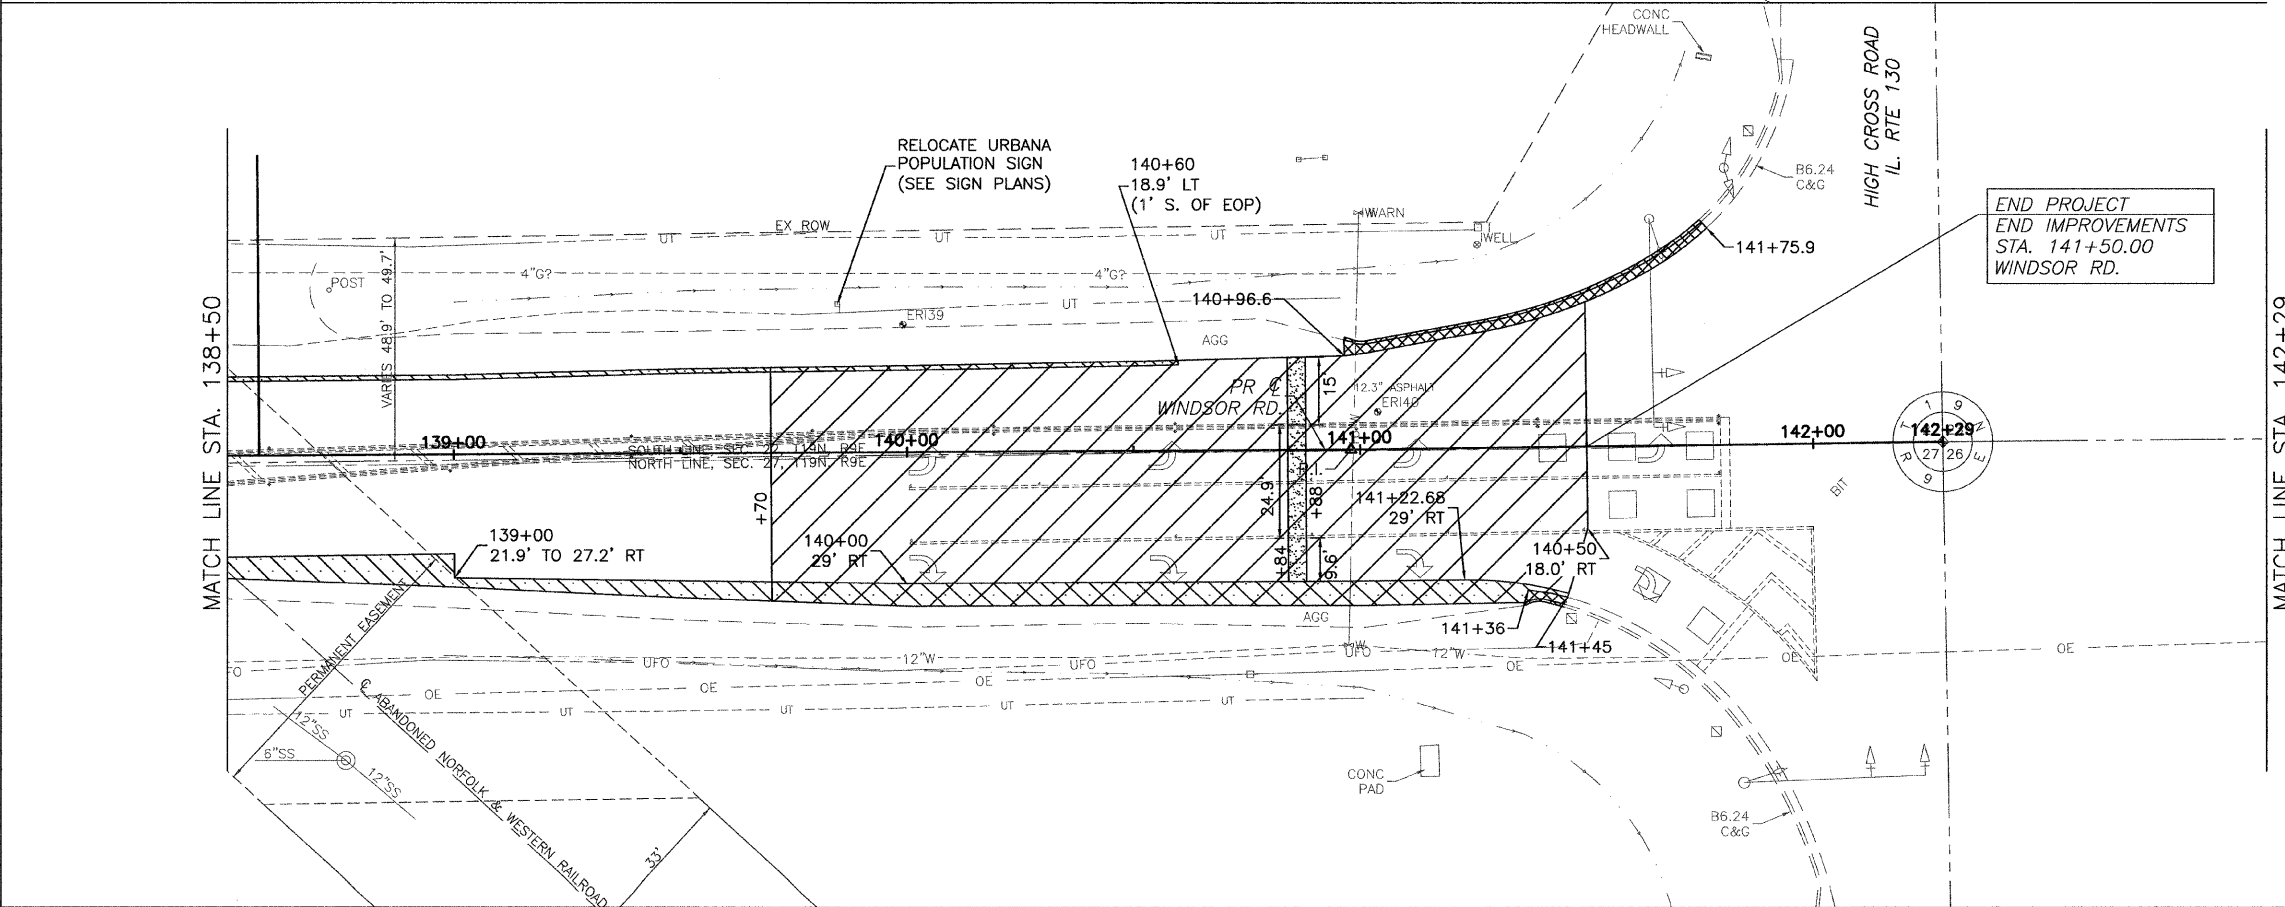 CONC
HEADWALL
HIGH CROSS ROAD
IL. RTE 130
RELOCATE URBANA
POPULATION SIGN
(SEE SIGN PLANS)
140+60
18.9' LT
(1' S. OF EOP)
B6.24
C&G
END PROJECT
END IMPROVEMENTS
STA. 141+50.00
WINDSOR RD.
EX ROW
UT
UT
UT
WARN
WELL
141+75.9
POST
4"G?
4"G?
UT
140+96.6
ERI39
AGG
VARIES 48.9' TO 49.7'
MATCH LINE STA. 138+50
MATCH LINE STA. 142+29
PR ℄
WINDSOR RD.
15'
12.3" ASPHALT
ERI40
W
139+00
140+00
141+00
142+00
142+29
SOUTH LINE, SEC. 22, T19N, R9E
NORTH LINE, SEC. 27, T19N, R9E
P.I.
T 1 9 N
27 26
R 9 E
BIT
+70
24.9'
+88
141+22.68
29' RT
139+00
21.9' TO 27.2' RT
140+00
29' RT
+84
9.6'
140+50
18.0' RT
AGG
141+36
141+45
PERMANENT EASEMENT
UFO
12"W
UFO
UFO
W
12"W
OE
OE
OE
OE
OE
OE
O
UT
UT
UT
UT
UT
℄ ABANDONED NORFOLK & WESTERN RAILROAD
12"SS
6"SS
12"SS
33'
CONC
PAD
B6.24
C&G